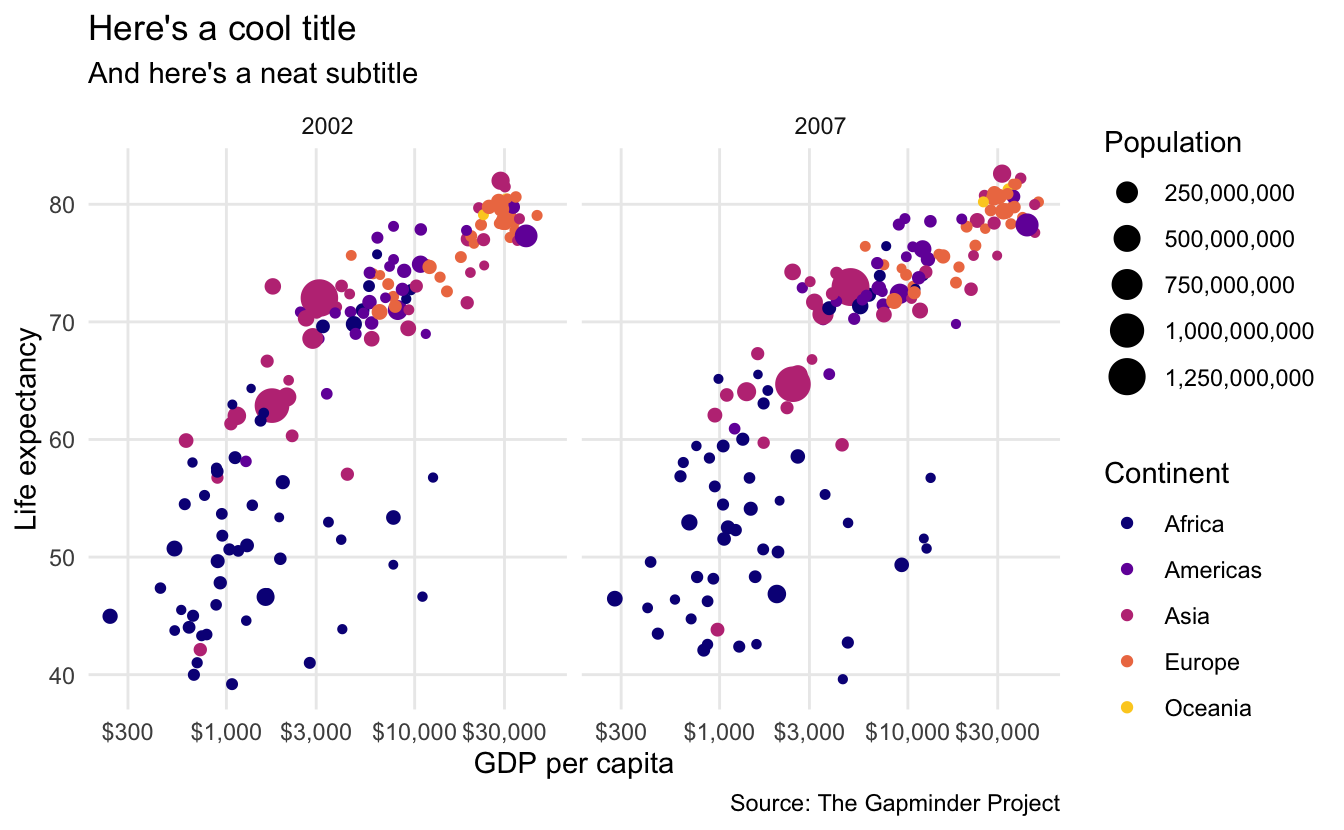 Here's a cool title
And here's a neat subtitle
2002
2007
Life expectancy
80
70
60
50
40
$300 $1,000 $3,000 $10,000 $30,000
$300 $1,000 $3,000 $10,000 $30,000
GDP per capita
Source: The Gapminder Project
Population
250,000,000
500,000,000
750,000,000
1,000,000,000
1,250,000,000
Continent
Africa
Americas
Asia
Europe
Oceania